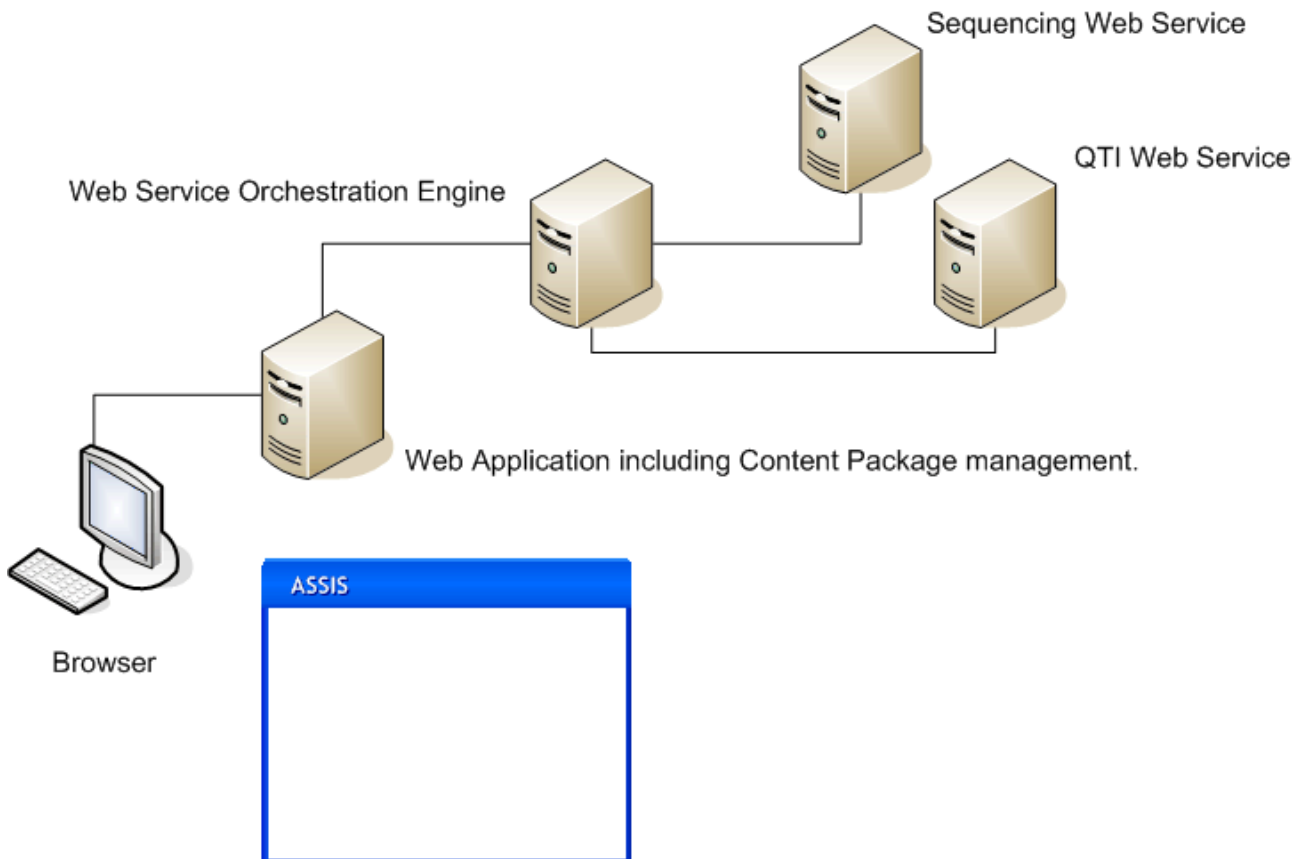 Sequencing Web Service
QTI Web Service
Web Service Orchestration Engine
Web Application including Content Package management.
Browser
ASSIS